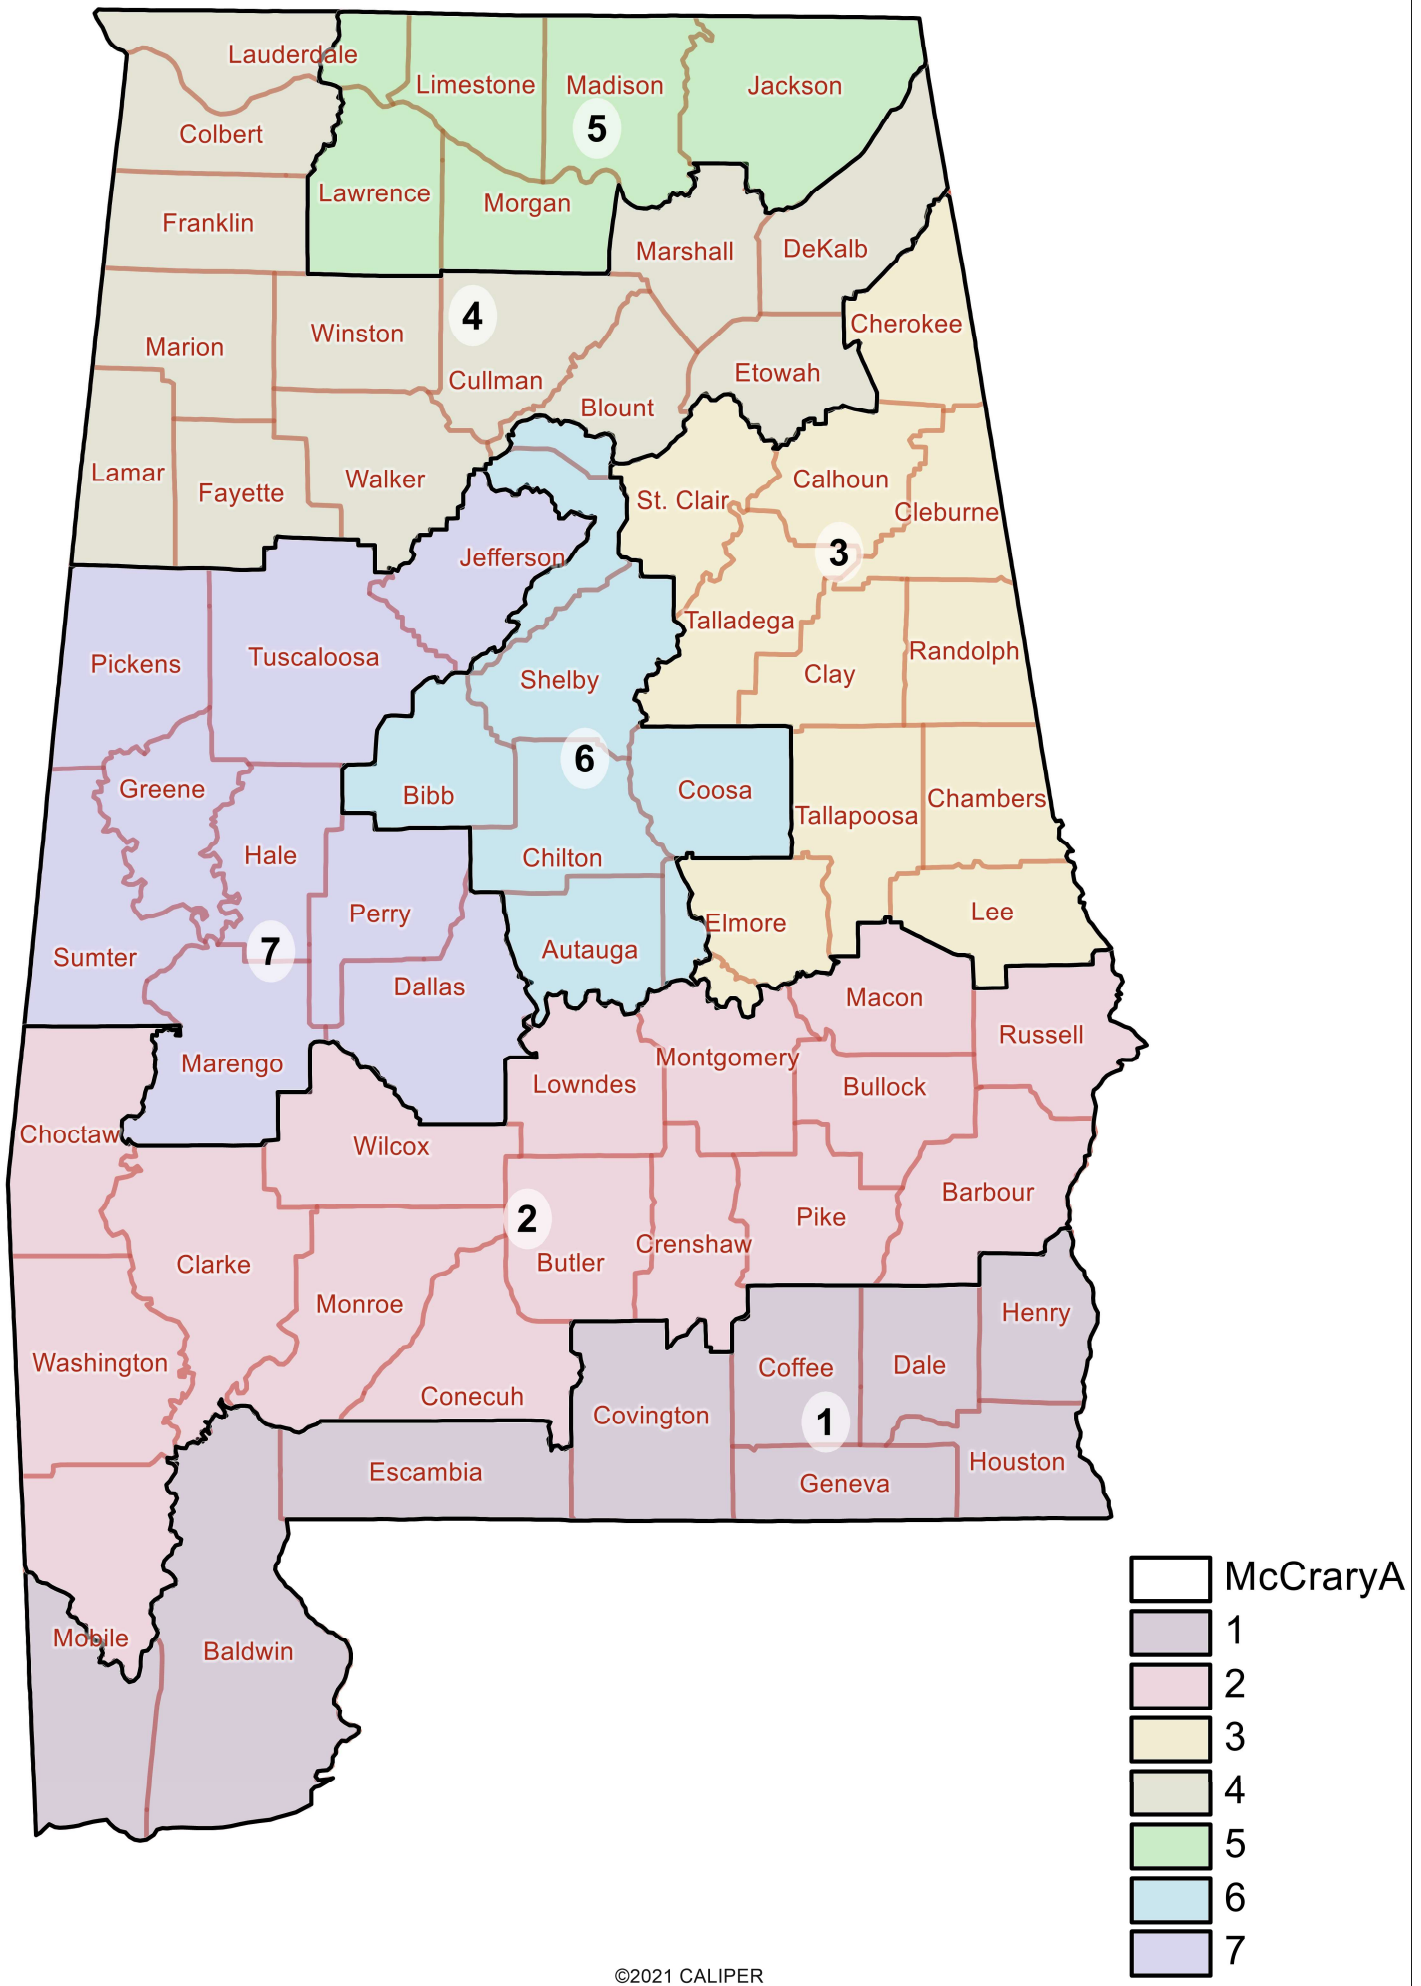 Lauderdale
Limestone
Madison
Jackson
5
Colbert
Lawrence
Morgan
Franklin
Marshall
DeKalb
4
Cherokee
Winston
Marion
Cullman
Etowah
Blount
Lamar
Fayette
Walker
St. Clair
Calhoun
Cleburne
3
Jefferson
Talladega
Randolph
Pickens
Tuscaloosa
Shelby
Clay
6
Greene
Bibb
Coosa
Chambers
Tallapoosa
Hale
Chilton
Perry
Lee
Elmore
7
Autauga
Sumter
Dallas
Macon
Russell
Marengo
Montgomery
Lowndes
Bullock
Choctaw
Wilcox
Barbour
2
Pike
Crenshaw
Clarke
Butler
Monroe
Henry
Washington
Coffee
Dale
Conecuh
Covington
1
Escambia
Houston
Geneva
Mobile
Baldwin
McCraryA
1
2
3
4
5
6
7
©2021 CALIPER